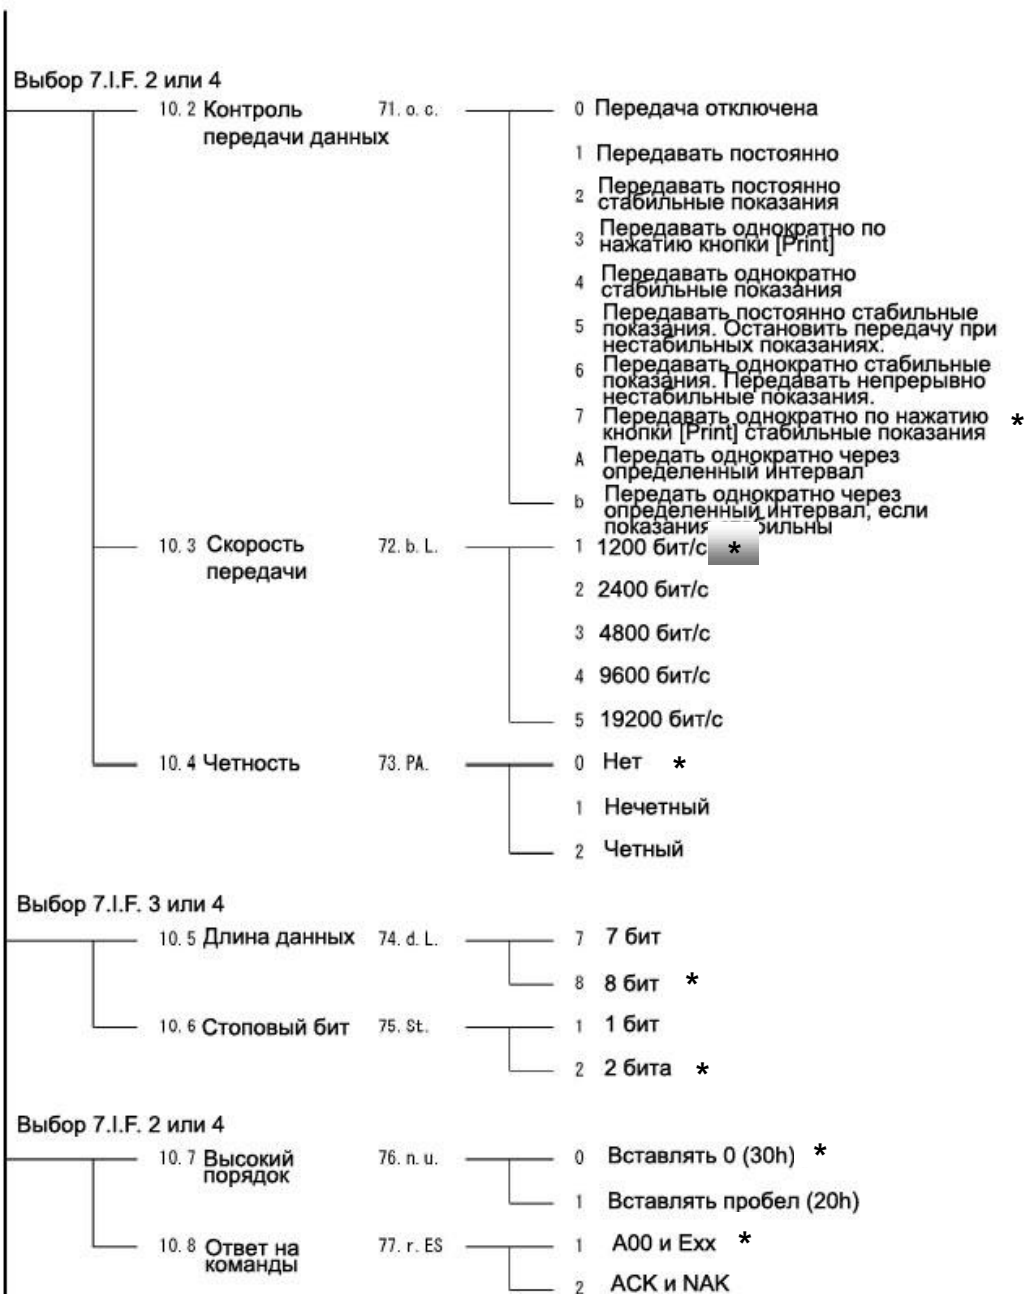 Выбор 7.I.F. 2 или 4
10. 2 Контроль передачи данных 71. o. c.
0 Передача отключена
1 Передавать постоянно
2 Передавать постоянно
стабильные показания
3 Передавать однократно по
нажатию кнопки [Print]
4 Передавать однократно
стабильные показания
5 Передавать постоянно стабильные
показания. Остановить передачу при
нестабильных показаниях.
6 Передавать однократно стабильные
показания. Передавать непрерывно
нестабильные показания.
7 Передавать однократно по нажатию *
кнопки [Print] стабильные показания
A Передать однократно через
определенный интервал
b Передать однократно через
определенный интервал, если
показания
10. 3 Скорость передачи 72. b. L.
1 1200 бит/с *
2 2400 бит/с
3 4800 бит/с
4 9600 бит/с
5 19200 бит/с
10. 4 Четность 73. PA.
0 Нет *
1 Нечетный
2 Четный
Выбор 7.I.F. 3 или 4
10. 5 Длина данных 74. d. L.
7 7 бит
8 8 бит *
10. 6 Стоповый бит 75. St.
1 1 бит
2 2 бита *
Выбор 7.I.F. 2 или 4
10. 7 Высокий порядок 76. n. u.
0 Вставлять 0 (30h) *
1 Вставлять пробел (20h)
10. 8 Ответ на команды 77. r. ES
1 A00 и Exx *
2 ACK и NAK